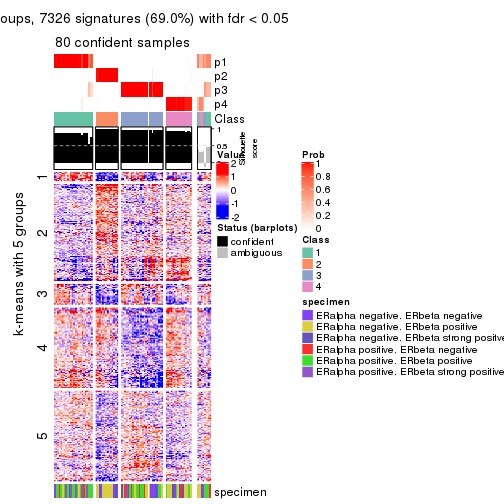 oups, 7326 signatures (69.0%) with fdr < 0.05
80 confident samples
p1
p2
p3
p4
Class
1
0.5
0
Silhouette
score
k-means with 5 groups
1
2
3
4
5
specimen
Value
2
1
0
-1
-2
Status (barplots)
confident
ambiguous
Prob
1
0.8
0.6
0.4
0.2
0
Class
1
2
3
4
specimen
ERalpha negative. ERbeta negative
ERalpha negative. ERbeta positive
ERalpha negative. ERbeta strong positive
ERalpha positive. ERbeta negative
ERalpha positive. ERbeta positive
ERalpha positive. ERbeta strong positive